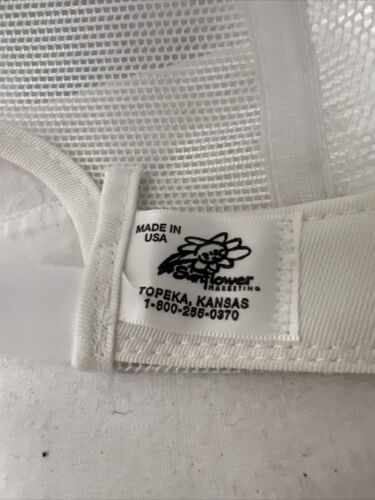 MADE IN
USA
Sunflower
MARKETING
TOPEKA, KANSAS
1-800-255-0370